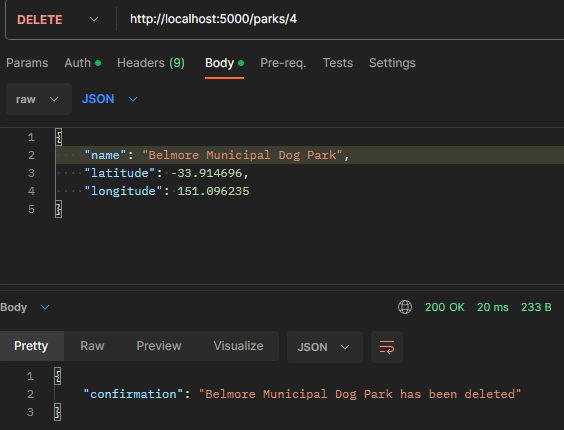 DELETE http://localhost:5000/parks/4
Params Auth Headers (9) Body Pre-req. Tests Settings
raw JSON
1 {
2 "name": "Belmore Municipal Dog Park",
3 "latitude": -33.914696,
4 "longitude": 151.096235
5 }
Body 200 OK 20 ms 233 B
Pretty Raw Preview Visualize JSON
1 {
2 "confirmation": "Belmore Municipal Dog Park has been deleted"
3 }